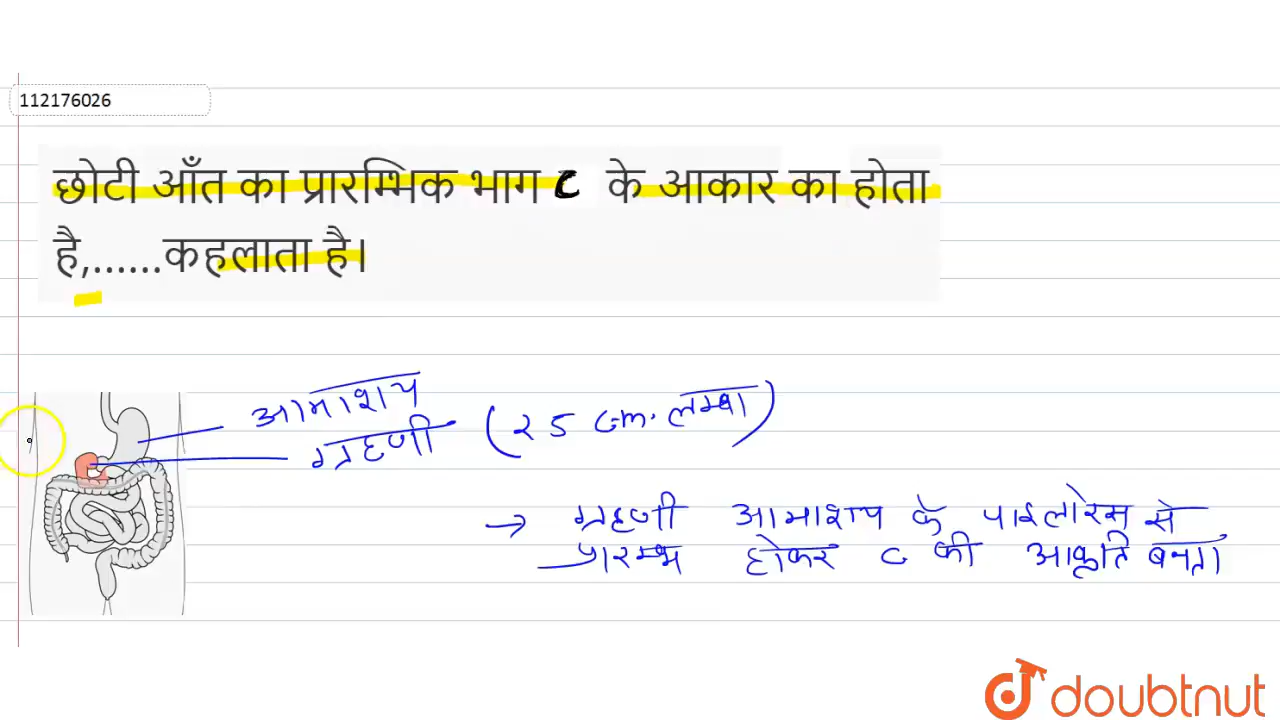 112176026
छोटी आँत का प्रारम्भिक भाग C के आकार का होता
है,......कहलाता है।
आमाशय
ग्रहणी (25 cm. लम्बा)
→ ग्रहणी आमाशय के पाइलोरस से
प्रारम्भ होकर C की आकृति बनता
doubtnut